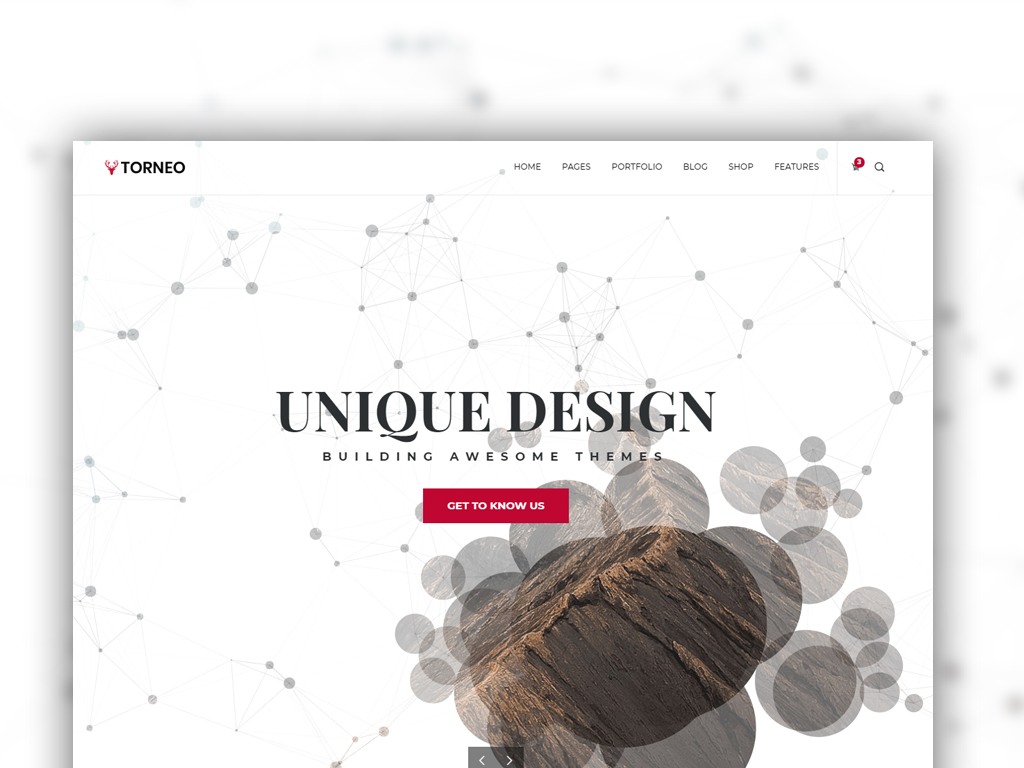 TORNEO
HOME PAGES PORTFOLIO BLOG SHOP FEATURES 3
UNIQUE DESIGN
BUILDING AWESOME THEMES
GET TO KNOW US